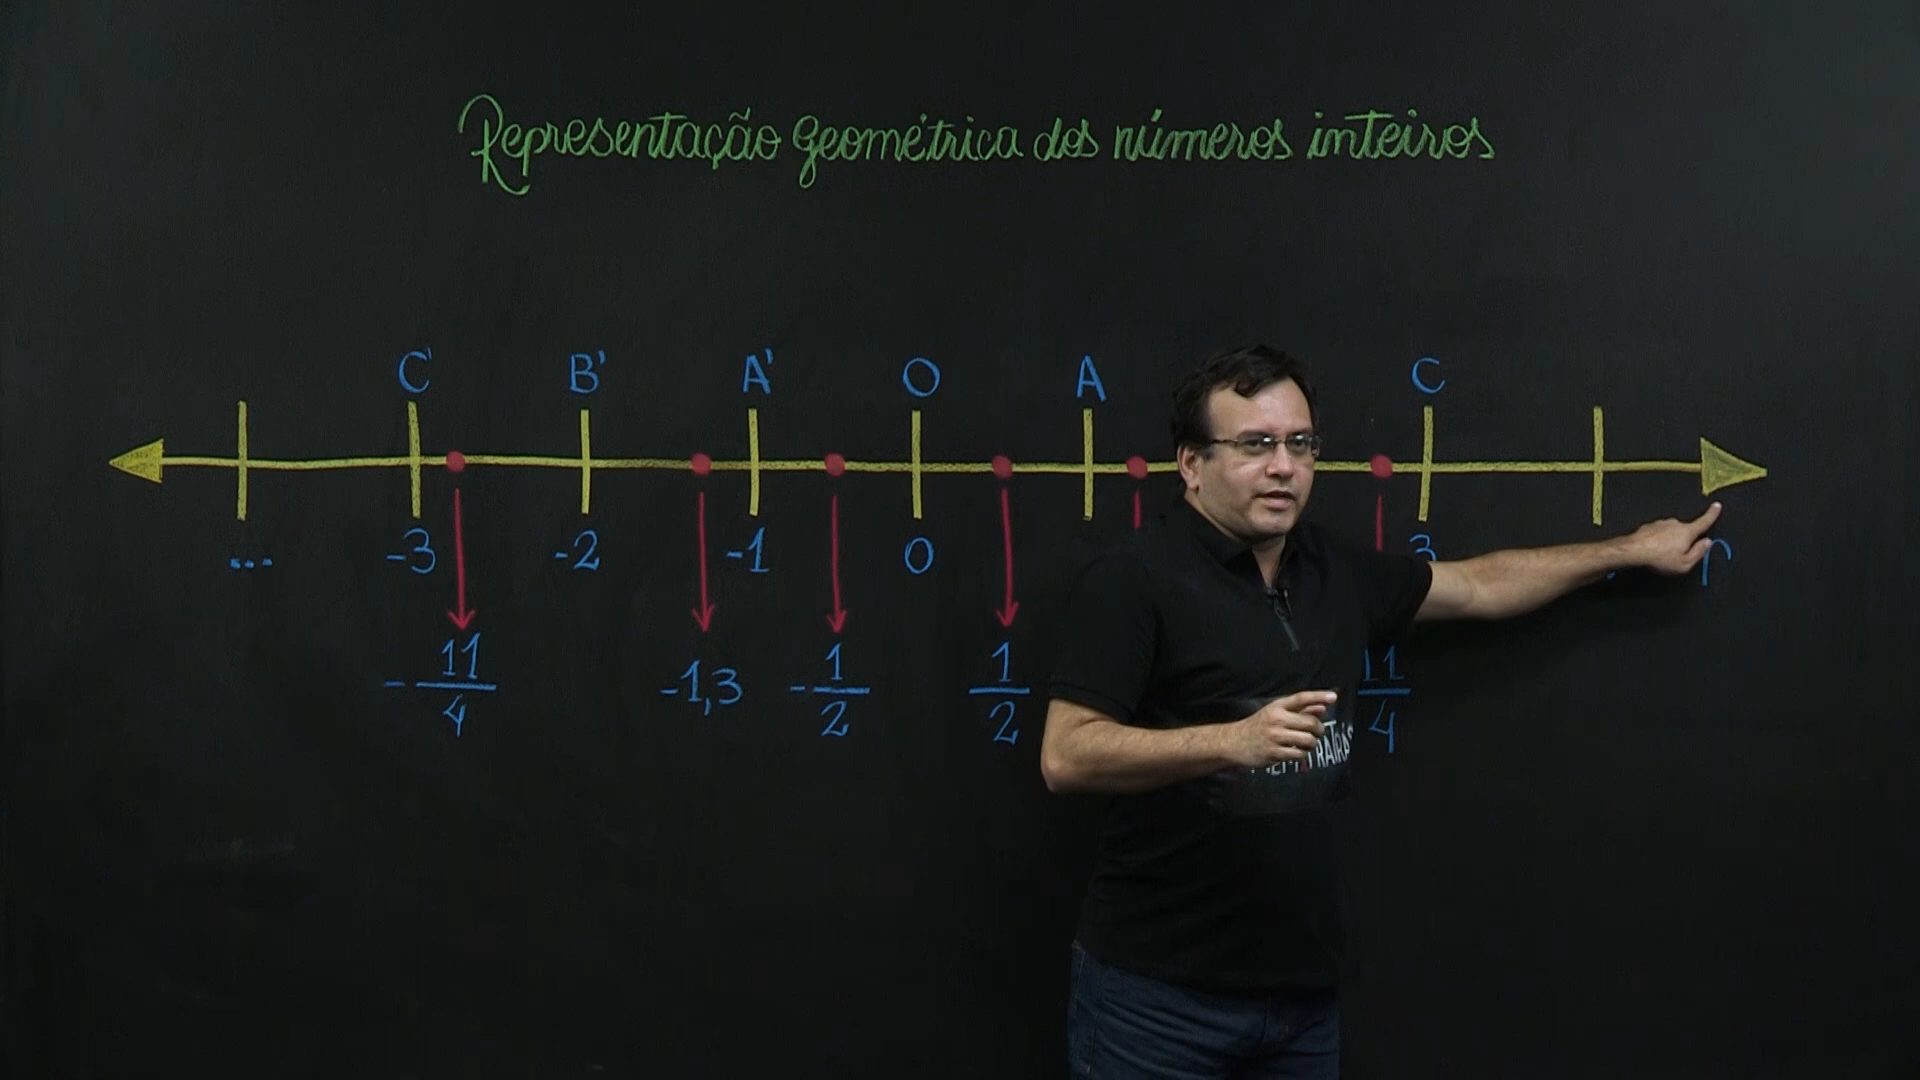 Representação geométrica dos números inteiros
C' B' A' O A C
... -3 -2 -1 0 3 r
-11/4 -1,3 -1/2 1/2 11/4